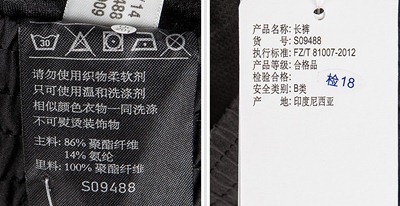 14
9488
009
30
请勿使用织物柔软剂
只可使用温和洗涤剂
相似颜色衣物一同洗涤
不可熨烫装饰物
主料: 86% 聚酯纤维
14% 氨纶
里料: 100% 聚酯纤维
S09488
产品名称: 长裤
货 号: S09488
执行标准: FZ/T 81007-2012
产品等级: 合格品
检验合格:
检18
安全类别: B类
产 地: 印度尼西亚